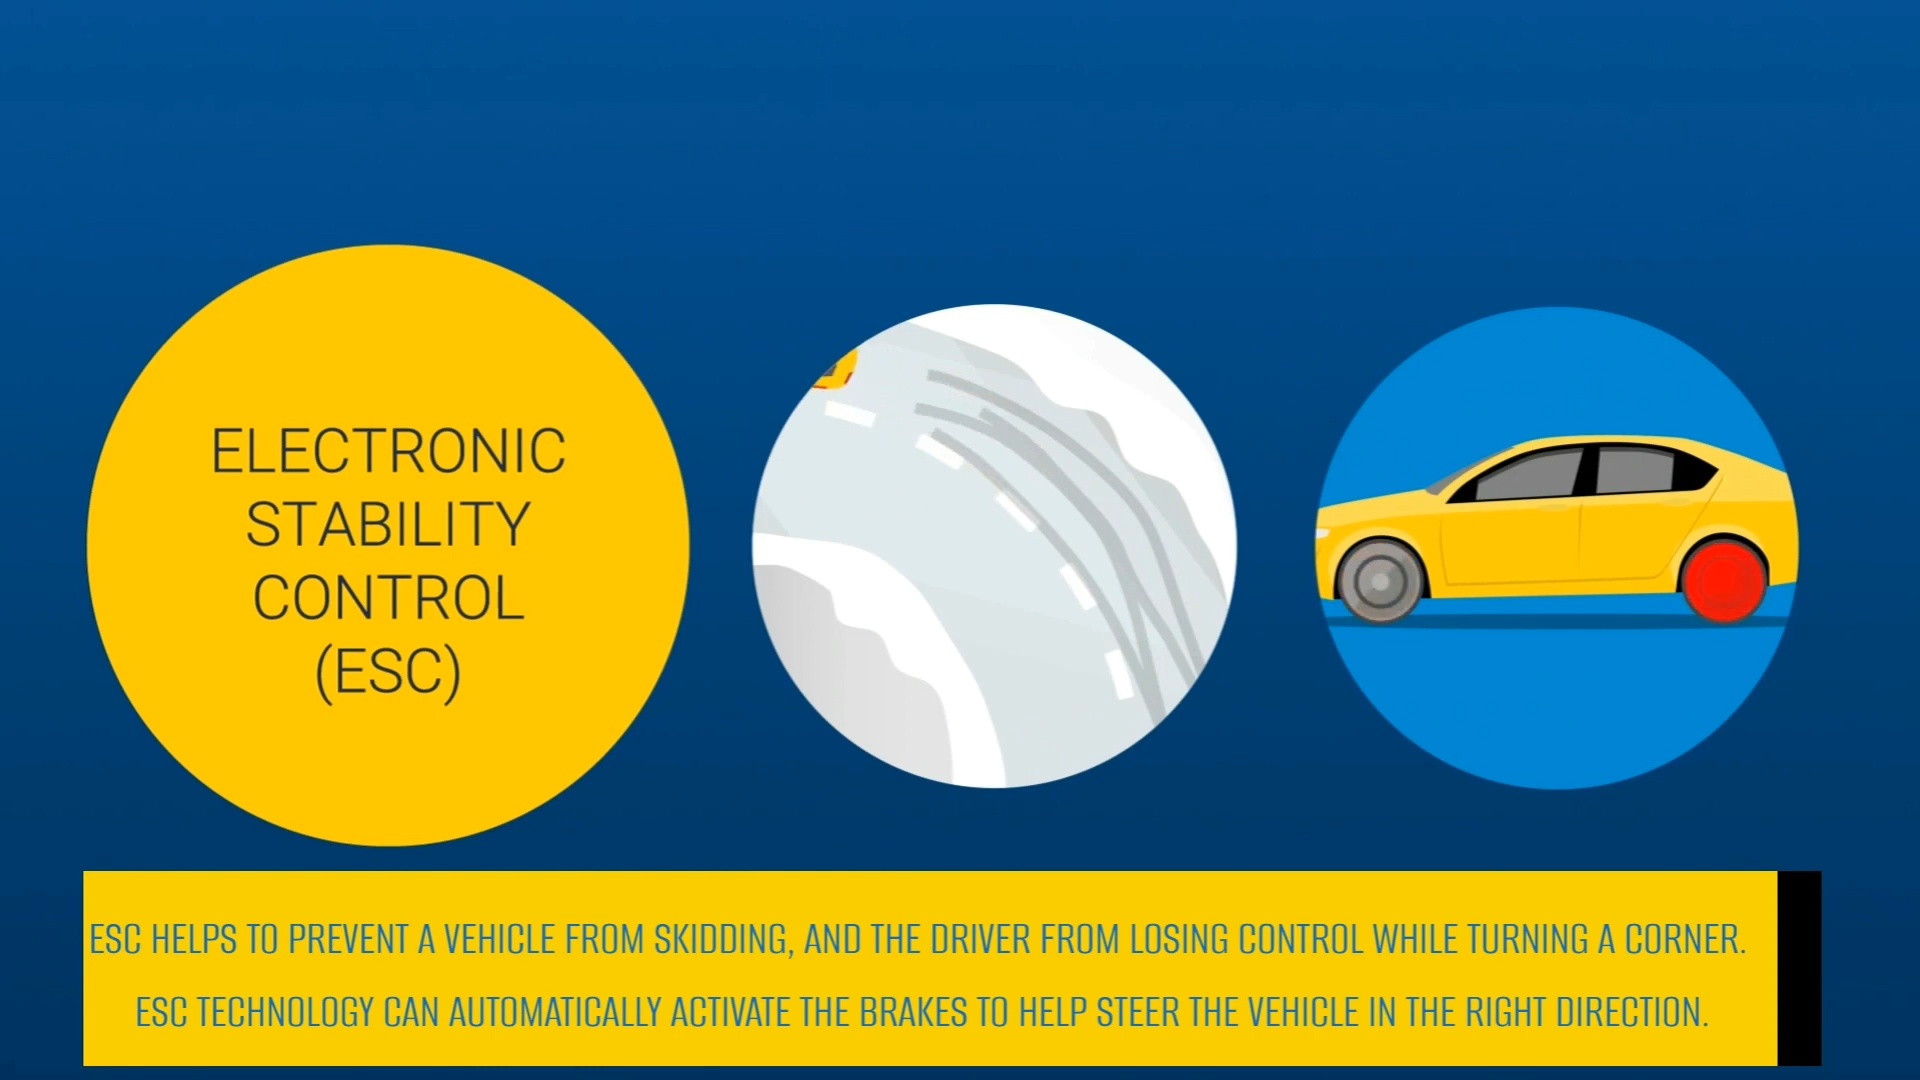 ELECTRONIC
STABILITY
CONTROL
(ESC)
ESC HELPS TO PREVENT A VEHICLE FROM SKIDDING, AND THE DRIVER FROM LOSING CONTROL WHILE TURNING A CORNER.
ESC TECHNOLOGY CAN AUTOMATICALLY ACTIVATE THE BRAKES TO HELP STEER THE VEHICLE IN THE RIGHT DIRECTION.